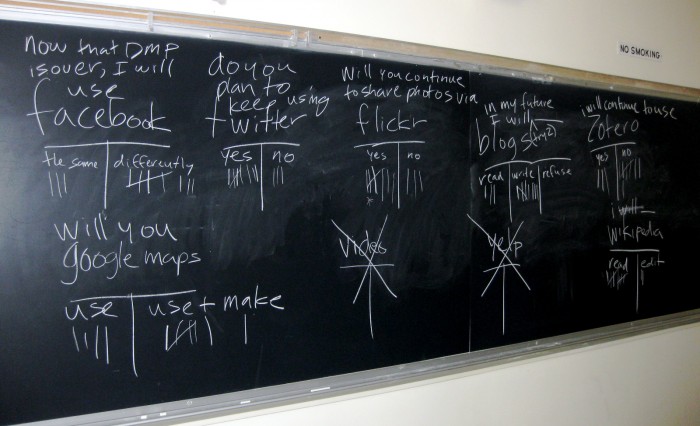 NO SMOKING
now that DMP
is over, I will
use
facebook
the same differently
do you
plan to
keep using
twitter
yes no
Will you continue
to share photos via
flickr
yes no
in my future
I will
blogs (try 2)
read write refuse
i will continue to use
Zotero
yes no
will you
google maps
use use + make
video
yelp
i will
Wikipedia
read edit